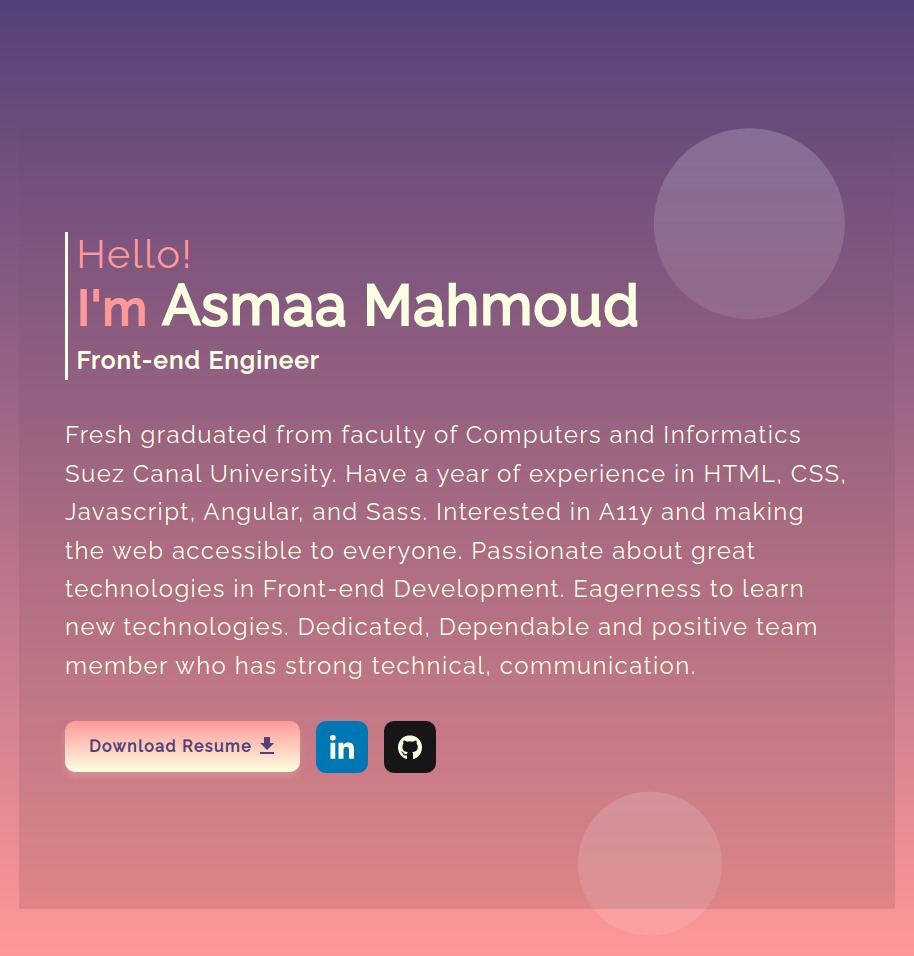 Hello!
I'm Asmaa Mahmoud
Front-end Engineer
Fresh graduated from faculty of Computers and Informatics
Suez Canal University. Have a year of experience in HTML, CSS,
Javascript, Angular, and Sass. Interested in A11y and making
the web accessible to everyone. Passionate about great
technologies in Front-end Development. Eagerness to learn
new technologies. Dedicated, Dependable and positive team
member who has strong technical, communication.
Download Resume
in